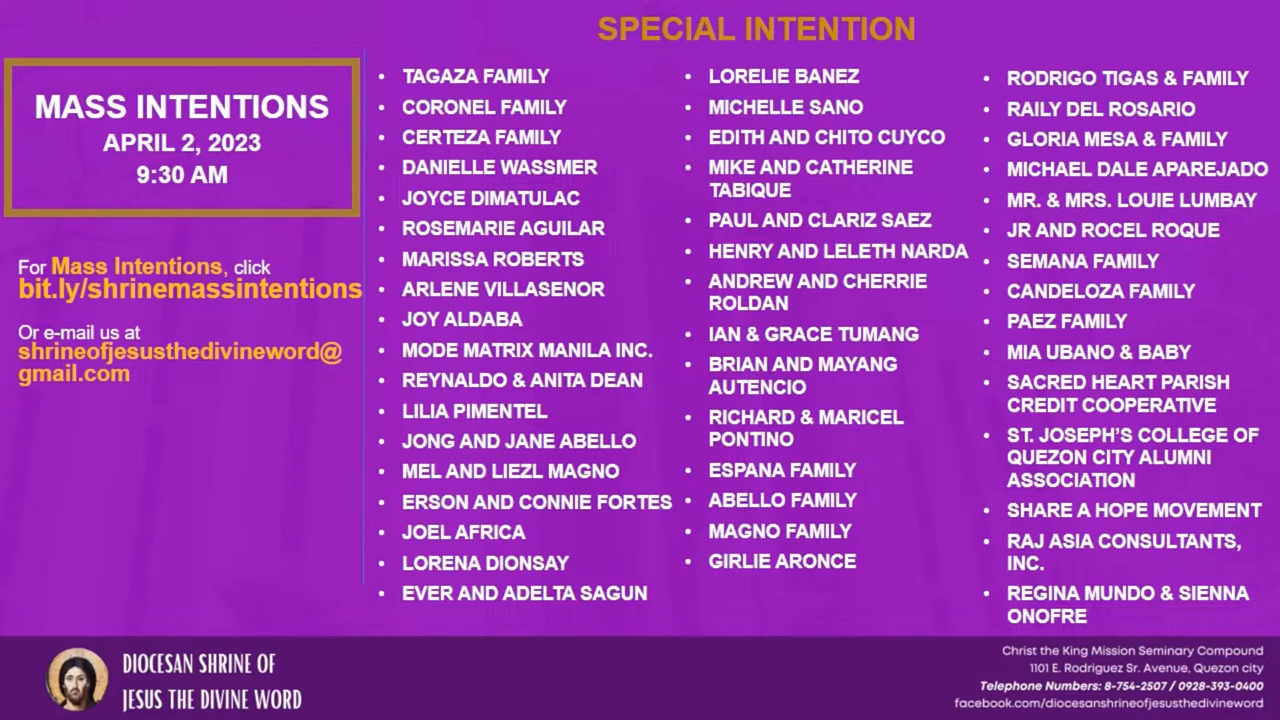 SPECIAL INTENTION
MASS INTENTIONS
APRIL 2, 2023
9:30 AM
For Mass Intentions, click
bit.ly/shrinemassintentions
Or e-mail us at
shrineofjesusthedivineword@
gmail.com
• TAGAZA FAMILY
• CORONEL FAMILY
• CERTEZA FAMILY
• DANIELLE WASSMER
• JOYCE DIMATULAC
• ROSEMARIE AGUILAR
• MARISSA ROBERTS
• ARLENE VILLASENOR
• JOY ALDABA
• MODE MATRIX MANILA INC.
• REYNALDO & ANITA DEAN
• LILIA PIMENTEL
• JONG AND JANE ABELLO
• MEL AND LIEZL MAGNO
• ERSON AND CONNIE FORTES
• JOEL AFRICA
• LORENA DIONSAY
• EVER AND ADELTA SAGUN
• LORELIE BANEZ
• MICHELLE SANO
• EDITH AND CHITO CUYCO
• MIKE AND CATHERINE
TABIQUE
• PAUL AND CLARIZ SAEZ
• HENRY AND LELETH NARDA
• ANDREW AND CHERRIE
ROLDAN
• IAN & GRACE TUMANG
• BRIAN AND MAYANG
AUTENCIO
• RICHARD & MARICEL
PONTINO
• ESPANA FAMILY
• ABELLO FAMILY
• MAGNO FAMILY
• GIRLIE ARONCE
• RODRIGO TIGAS & FAMILY
• RAILY DEL ROSARIO
• GLORIA MESA & FAMILY
• MICHAEL DALE APAREJADO
• MR. & MRS. LOUIE LUMBAY
• JR AND ROCEL ROQUE
• SEMANA FAMILY
• CANDELOZA FAMILY
• PAEZ FAMILY
• MIA UBANO & BABY
• SACRED HEART PARISH
CREDIT COOPERATIVE
• ST. JOSEPH'S COLLEGE OF
QUEZON CITY ALUMNI
ASSOCIATION
• SHARE A HOPE MOVEMENT
• RAJ ASIA CONSULTANTS,
INC.
• REGINA MUNDO & SIENNA
ONOFRE
DIOCESAN SHRINE OF
JESUS THE DIVINE WORD
Christ the King Mission Seminary Compound
1101 E. Rodriguez Sr. Avenue, Quezon city
Telephone Numbers: 8-754-2507 / 0928-393-0400
facebook.com/diocesanshrineofjesusthedivineword